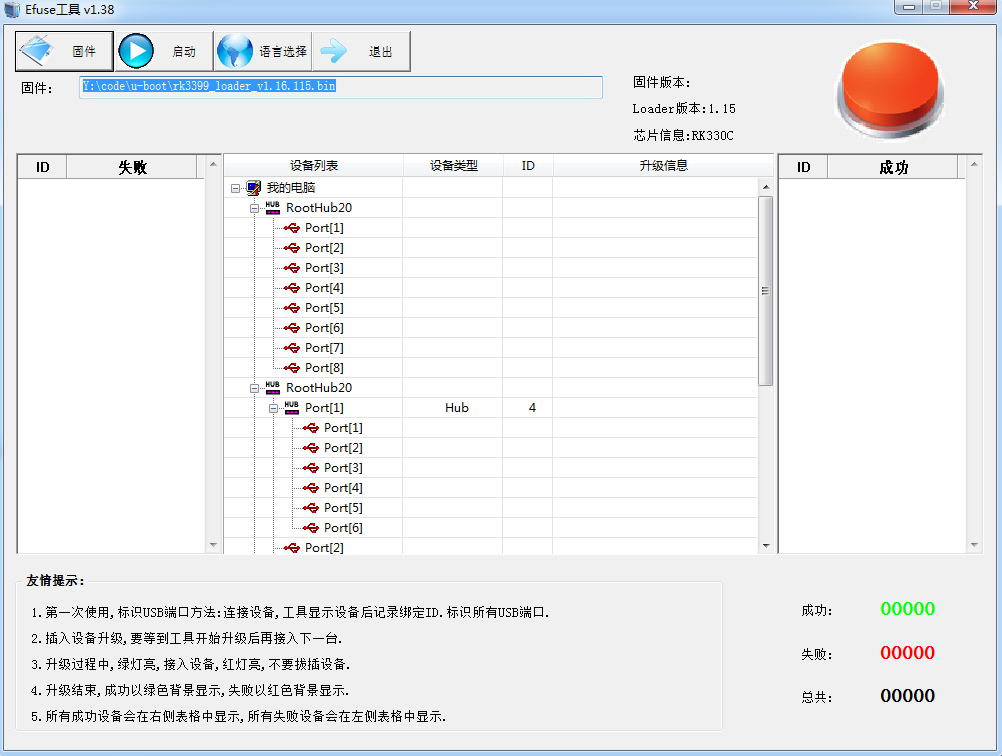 Efuse工具 v1.38
固件 启动 语言选择 退出
固件: Y:\code\u-boot\rk3399_loader_v1.16.115.bin
固件版本:
Loader版本:1.15
芯片信息:RK330C
ID 失败
设备列表 设备类型 ID 升级信息
ID 成功
我的电脑
HUB RootHub20
Port[1]
Port[2]
Port[3]
Port[4]
Port[5]
Port[6]
Port[7]
Port[8]
HUB RootHub20
HUB Port[1] Hub 4
Port[1]
Port[2]
Port[3]
Port[4]
Port[5]
Port[6]
Port[2]
友情提示:
1.第一次使用,标识USB端口方法:连接设备,工具显示设备后记录绑定ID.标识所有USB端口.
2.插入设备升级,要等到工具开始升级后再接入下一台.
3.升级过程中,绿灯亮,接入设备,红灯亮,不要拔插设备.
4.升级结束,成功以绿色背景显示,失败以红色背景显示.
5.所有成功设备会在右侧表格中显示,所有失败设备会在左侧表格中显示.
成功: 00000
失败: 00000
总共: 00000